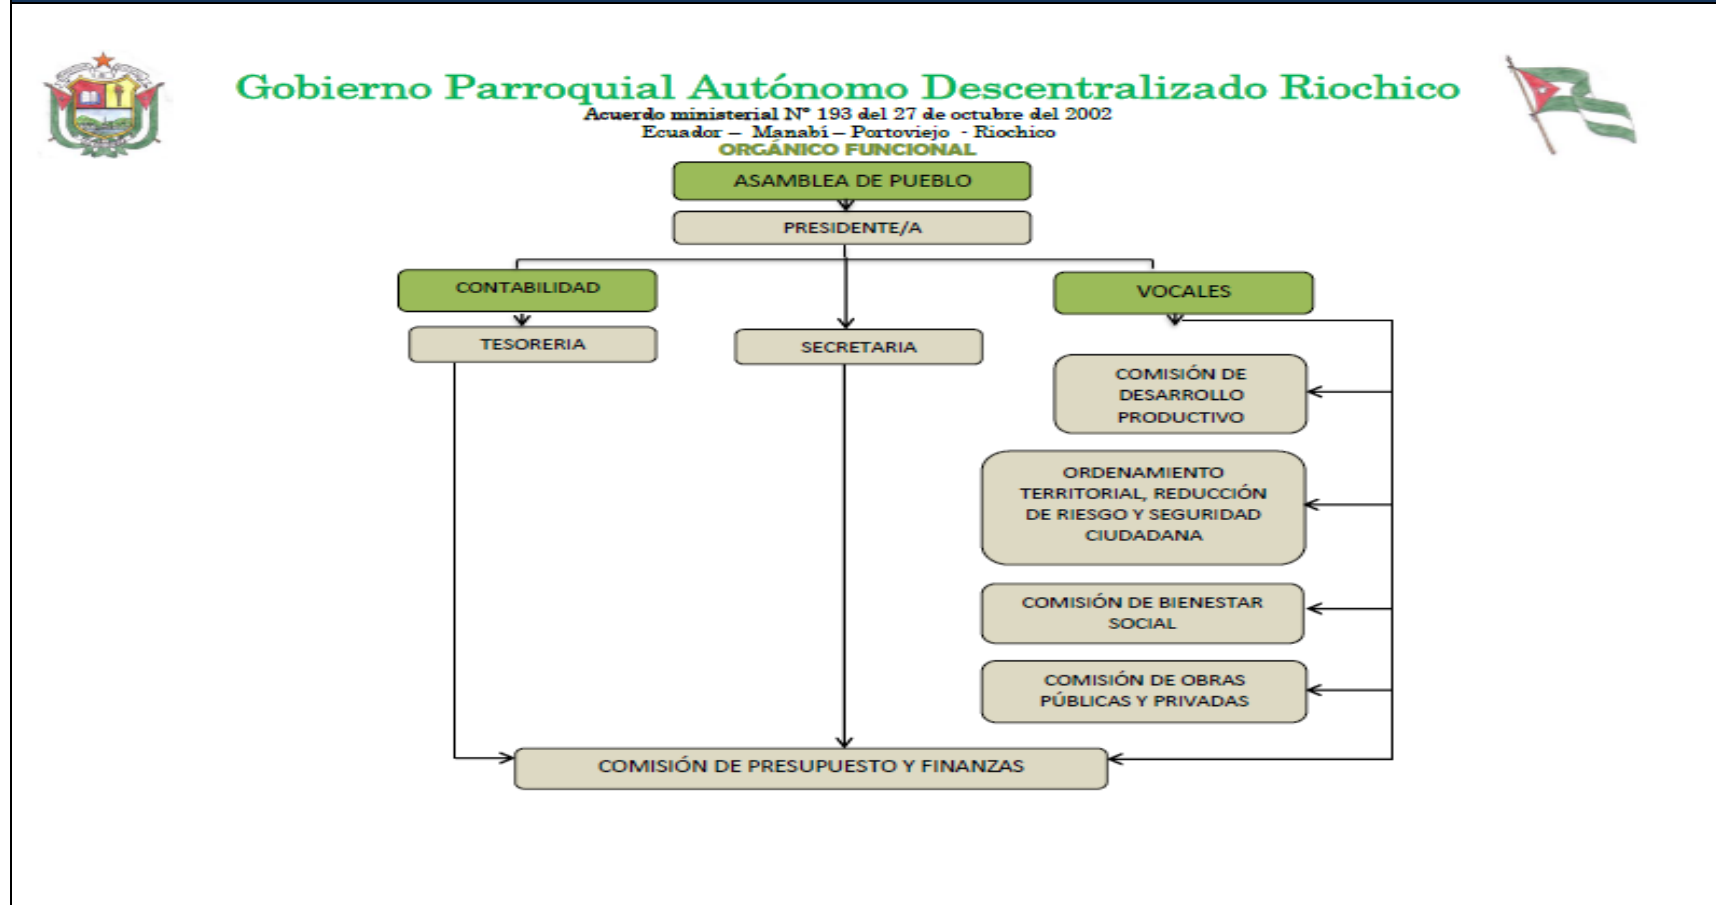 Gobierno Parroquial Autónomo Descentralizado Riochico
Acuerdo ministerial N° 193 del 27 de octubre del 2002
Ecuador – Manabí – Portoviejo - Riochico
ORGÁNICO FUNCIONAL
ASAMBLEA DE PUEBLO
PRESIDENTE/A
CONTABILIDAD
VOCALES
TESORERIA
SECRETARIA
COMISIÓN DE
DESARROLLO
PRODUCTIVO
ORDENAMIENTO
TERRITORIAL, REDUCCIÓN
DE RIESGO Y SEGURIDAD
CIUDADANA
COMISIÓN DE BIENESTAR
SOCIAL
COMISIÓN DE OBRAS
PÚBLICAS Y PRIVADAS
COMISIÓN DE PRESUPUESTO Y FINANZAS